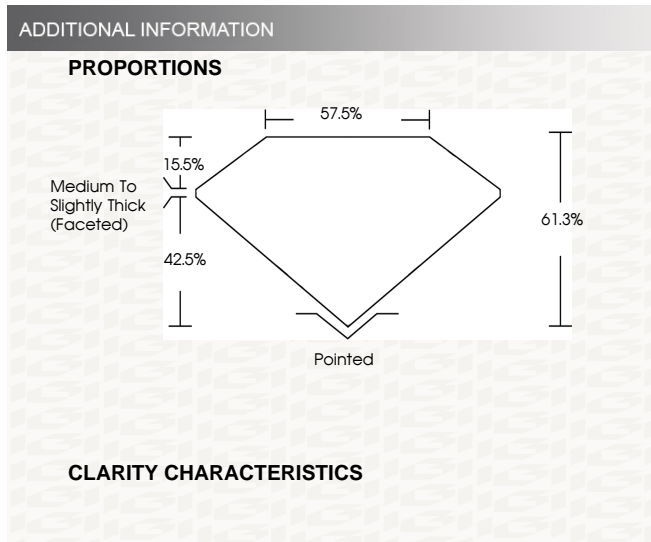 ADDITIONAL INFORMATION
PROPORTIONS
57.5%
15.5%
Medium To
Slightly Thick
(Faceted)
61.3%
42.5%
Pointed
CLARITY CHARACTERISTICS